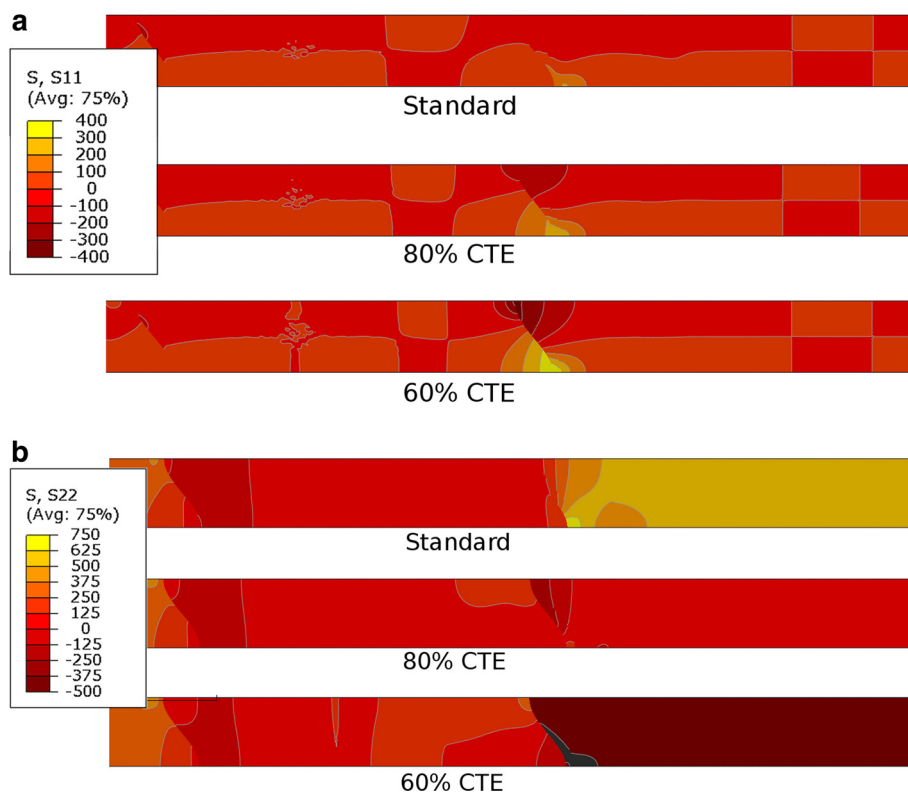 a
S, S11
(Avg: 75%)
400
300
200
100
0
-100
-200
-300
-400
Standard
80% CTE
60% CTE
b
S, S22
(Avg: 75%)
750
625
500
375
250
125
0
-125
-250
-375
-500
Standard
80% CTE
60% CTE